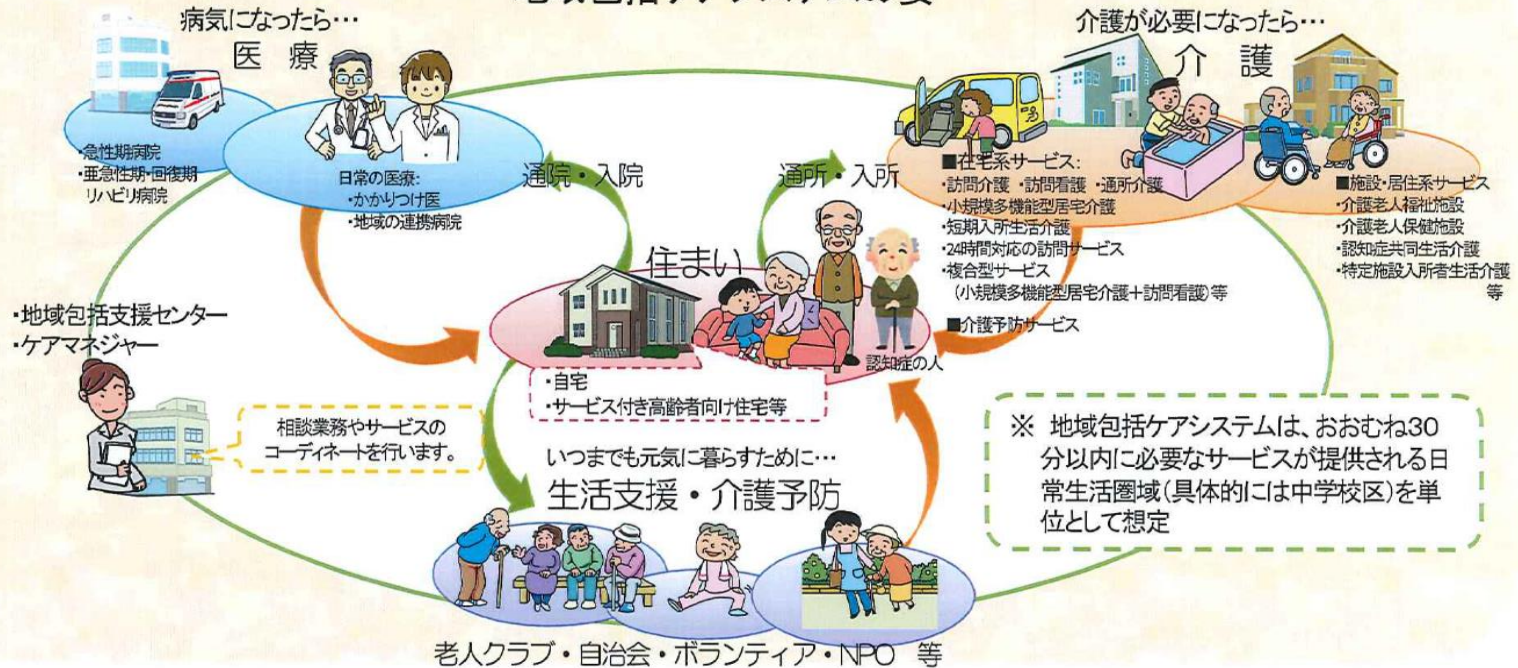 病気になったら…
医 療
・急性期病院
・亜急性期・回復期
リハビリ病院
日常の医療:
・かかりつけ医
・地域の連携病院
通院・入院
通所・入所
介護が必要になったら…
介 護
■在宅系サービス:
・訪問介護 ・訪問看護 ・通所介護
・小規模多機能型居宅介護
・短期入所生活介護
・24時間対応の訪問サービス
・複合型サービス
(小規模多機能型居宅介護+訪問看護)等
■介護予防サービス
■施設・居住系サービス
・介護老人福祉施設
・介護老人保健施設
・認知症共同生活介護
・特定施設入所者生活介護
等
住まい
認知症の人
・自宅
・サービス付き高齢者向け住宅等
・地域包括支援センター
・ケアマネジャー
相談業務やサービスの
コーディネートを行います。
いつまでも元気に暮らすために…
生活支援・介護予防
老人クラブ・自治会・ボランティア・NPO 等
※ 地域包括ケアシステムは、おおむね30
分以内に必要なサービスが提供される日
常生活圏域(具体的には中学校区)を単
位として想定